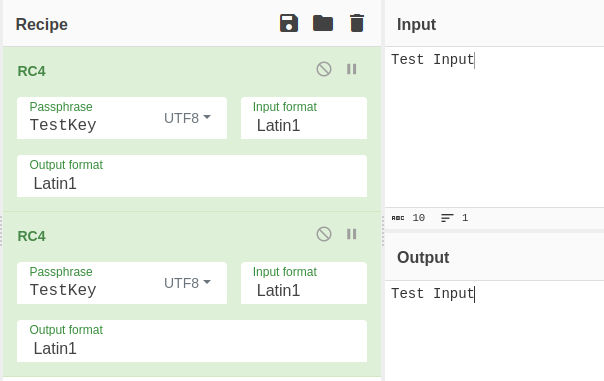 Recipe
RC4
Passphrase
TestKey
UTF8
Input format
Latin1
Output format
Latin1
RC4
Passphrase
TestKey
UTF8
Input format
Latin1
Output format
Latin1
Input
Test Input
ABC 10 1
Output
Test Input